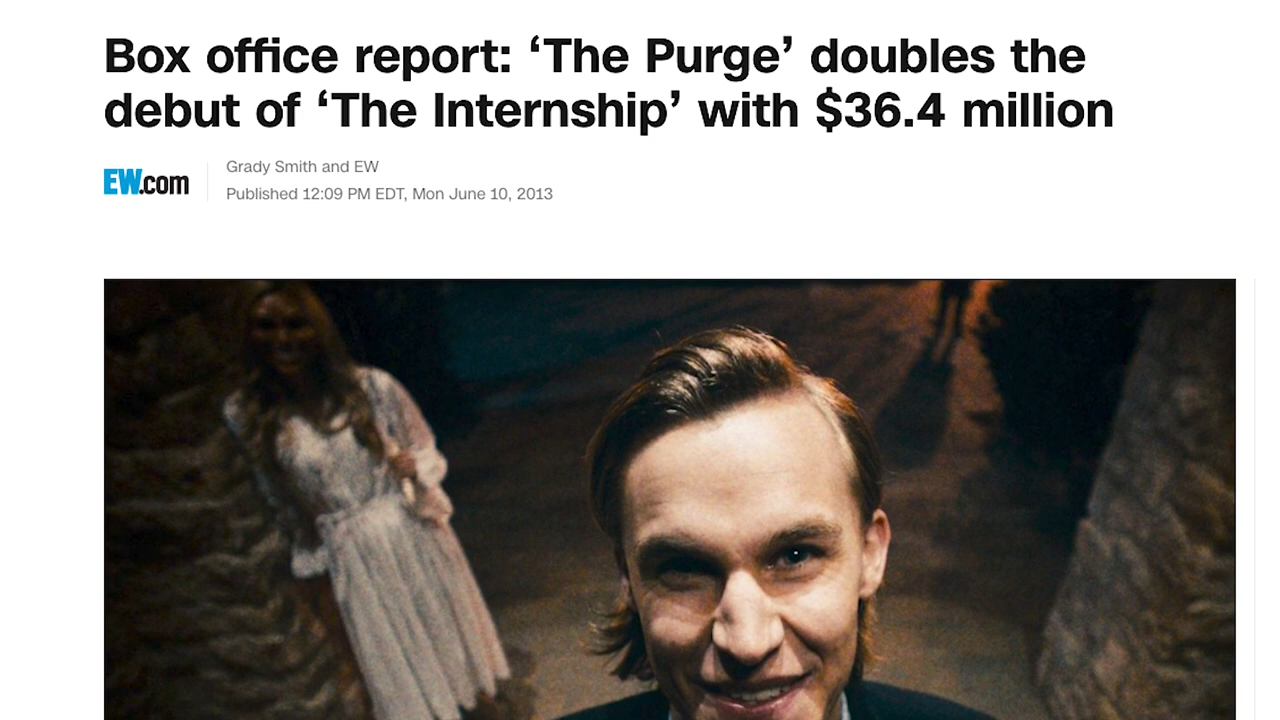 Box office report: ‘The Purge’ doubles the
debut of ‘The Internship’ with $36.4 million
EW.com
Grady Smith and EW
Published 12:09 PM EDT, Mon June 10, 2013